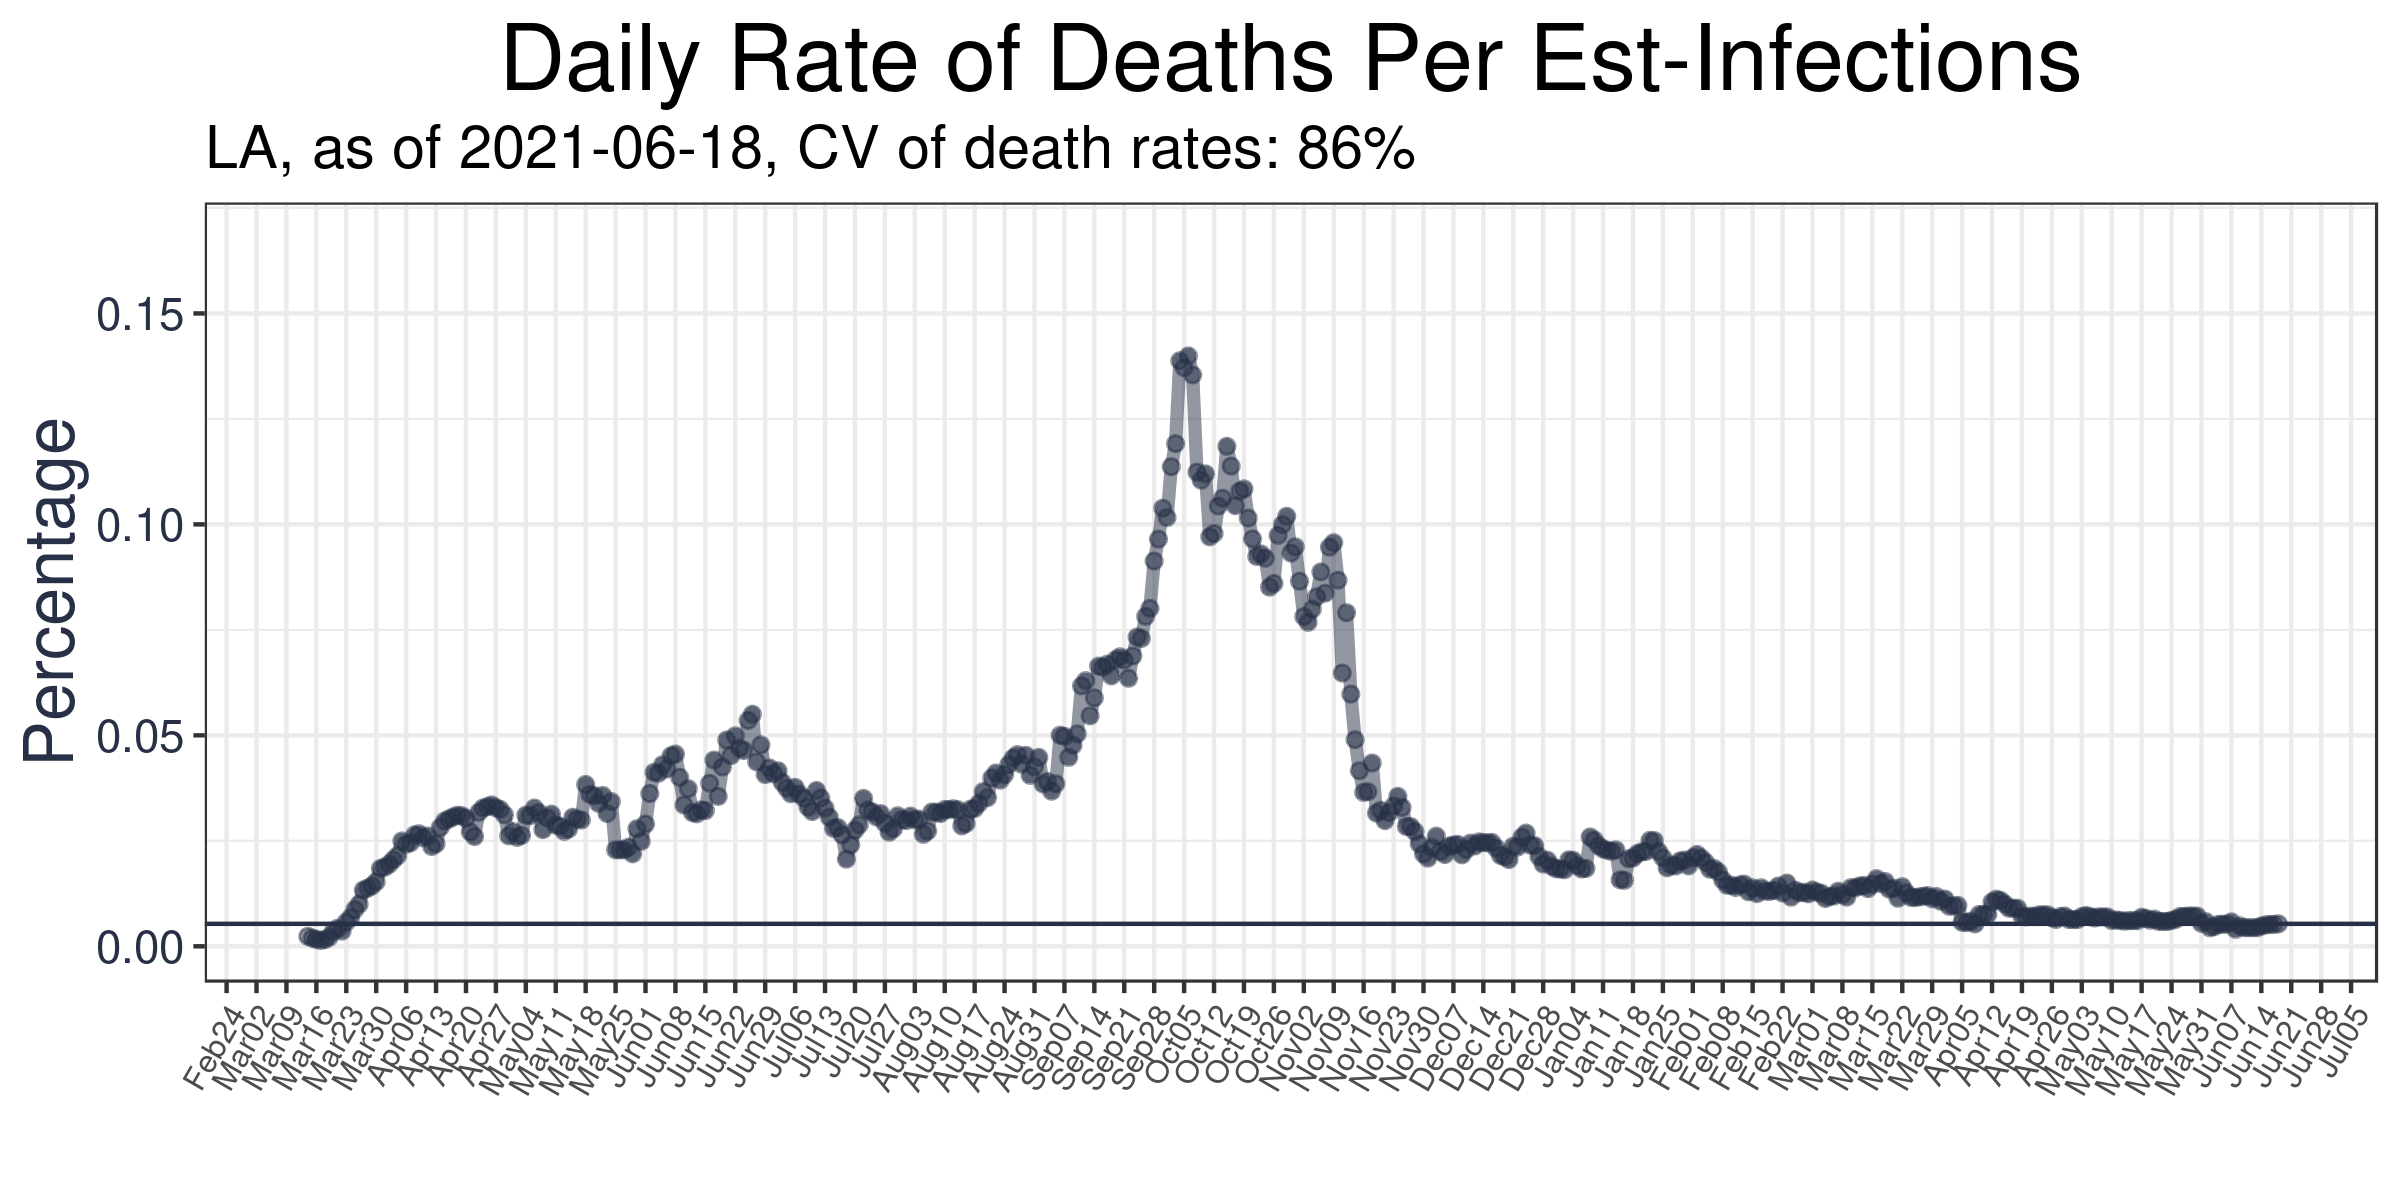 Daily Rate of Deaths Per Est-Infections
LA, as of 2021-06-18, CV of death rates: 86%
Percentage
0.15
0.10
0.05
0.00
Feb24
Mar02
Mar09
Mar16
Mar23
Mar30
Apr06
Apr13
Apr20
Apr27
May04
May11
May18
May25
Jun01
Jun08
Jun15
Jun22
Jun29
Jul06
Jul13
Jul20
Jul27
Aug03
Aug10
Aug17
Aug24
Aug31
Sep07
Sep14
Sep21
Sep28
Oct05
Oct12
Oct19
Oct26
Nov02
Nov09
Nov16
Nov23
Nov30
Dec07
Dec14
Dec21
Dec28
Jan04
Jan11
Jan18
Jan25
Feb01
Feb08
Feb15
Feb22
Mar01
Mar08
Mar15
Mar22
Mar29
Apr05
Apr12
Apr19
Apr26
May03
May10
May17
May24
May31
Jun07
Jun14
Jun21
Jun28
Jul05